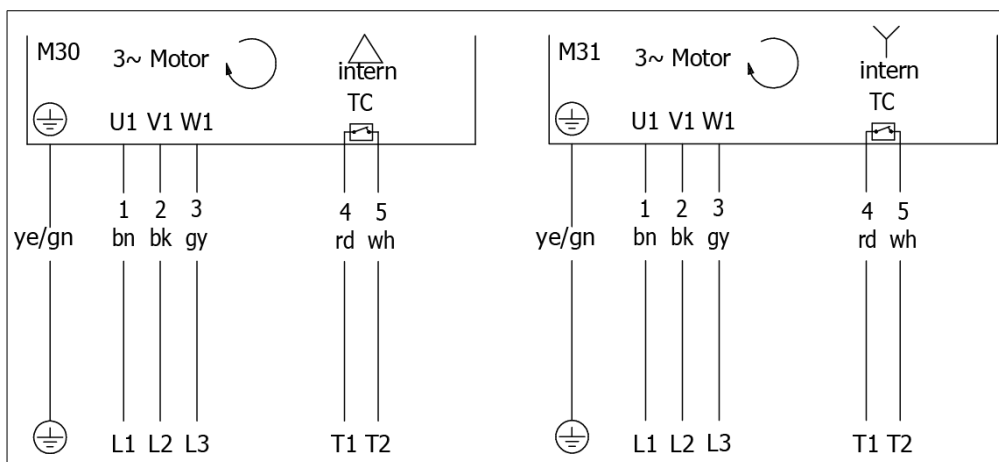 M30 3~ Motor intern
TC
U1 V1 W1
1 2 3 4 5
ye/gn bn bk gy rd wh
L1 L2 L3 T1 T2
M31 3~ Motor intern
TC
U1 V1 W1
1 2 3 4 5
ye/gn bn bk gy rd wh
L1 L2 L3 T1 T2